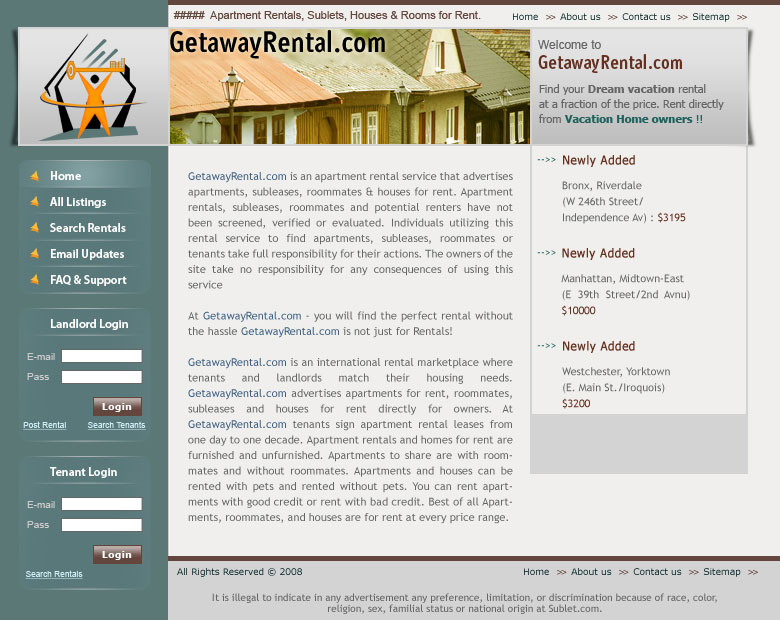 ##### Apartment Rentals, Sublets, Houses & Rooms for Rent.
Home >> About us >> Contact us >> Sitemap >>
GetawayRental.com
Welcome to
GetawayRental.com
Find your Dream vacation rental
at a fraction of the price. Rent directly
from Vacation Home owners !!
Home
All Listings
Search Rentals
Email Updates
FAQ & Support
Landlord Login
E-mail
Pass
Login
Post Rental Search Tenants
Tenant Login
E-mail
Pass
Login
Search Rentals
GetawayRental.com is an apartment rental service that advertises
apartments, subleases, roommates & houses for rent. Apartment
rentals, subleases, roommates and potential renters have not
been screened, verified or evaluated. Individuals utilizing this
rental service to find apartments, subleases, roommates or
tenants take full responsibility for their actions. The owners of the
site take no responsibility for any consequences of using this
service
At GetawayRental.com - you will find the perfect rental without
the hassle GetawayRental.com is not just for Rentals!
GetawayRental.com is an international rental marketplace where
tenants and landlords match their housing needs.
GetawayRental.com advertises apartments for rent, roommates,
subleases and houses for rent directly for owners. At
GetawayRental.com tenants sign apartment rental leases from
one day to one decade. Apartment rentals and homes for rent are
furnished and unfurnished. Apartments to share are with room-
mates and without roommates. Apartments and houses can be
rented with pets and rented without pets. You can rent apart-
ments with good credit or rent with bad credit. Best of all Apart-
ments, roommates, and houses are for rent at every price range.
-->> Newly Added
Bronx, Riverdale
(W 246th Street/
Independence Av) : $3195
-->> Newly Added
Manhattan, Midtown-East
(E 39th Street/2nd Avnu)
$10000
-->> Newly Added
Westchester, Yorktown
(E. Main St./Iroquis)
$3200
All Rights Reserved © 2008
Home >> About us >> Contact us >> Sitemap >>
It is illegal to indicate in any advertisement any preference, limitation, or discrimination because of race, color,
religion, sex, familial status or national origin at Sublet.com.